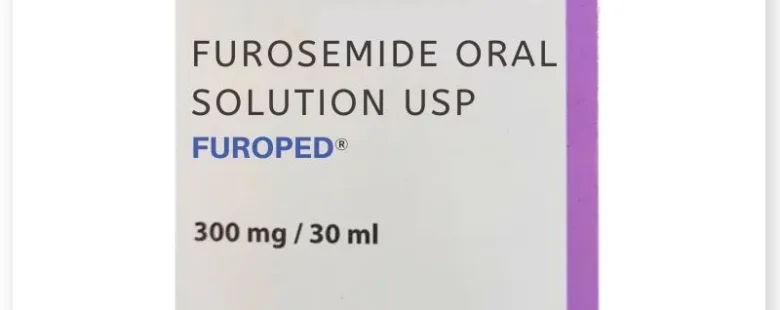 FUROSEMIDE ORAL
SOLUTION USP
FUROPED®
300 mg / 30 ml